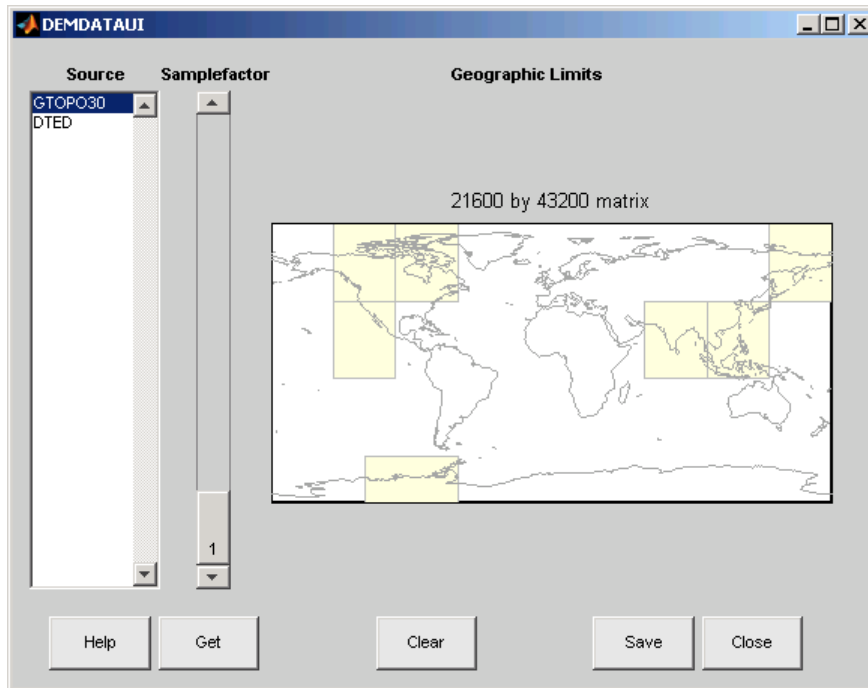 DEMDATAUI
Source Samplefactor Geographic Limits
GTOPO30
DTED
21600 by 43200 matrix
1
Help Get Clear Save Close